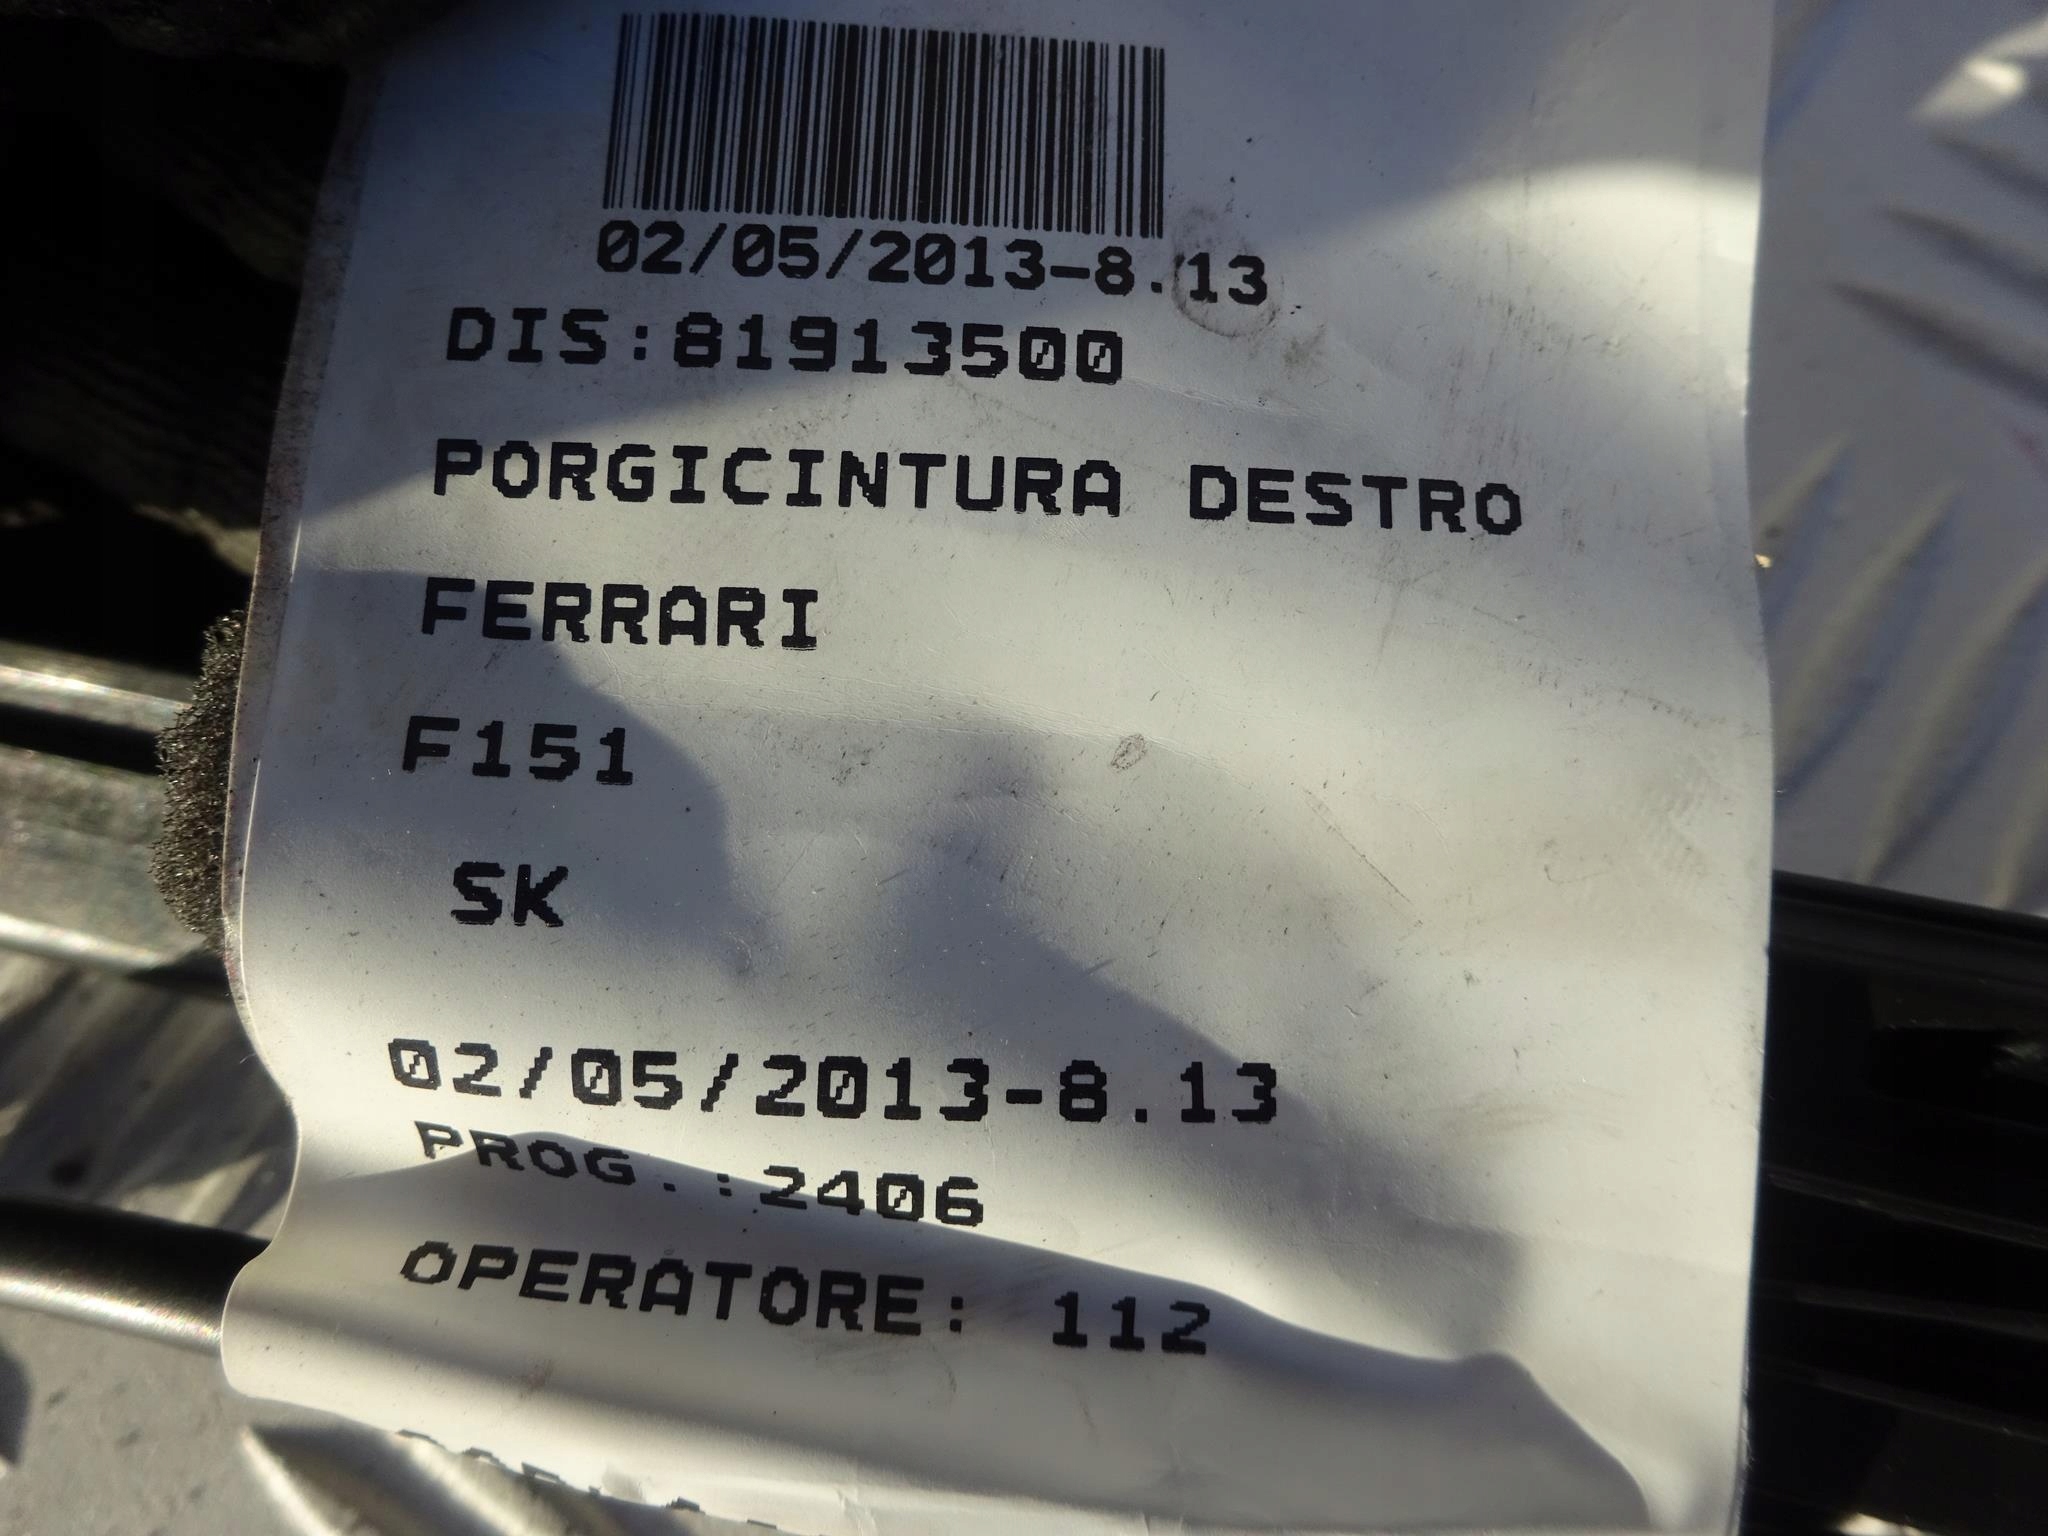 02/05/2013-8.13
DIS:81913500
PORGICINTURA DESTRO
FERRARI
F151
SK
02/05/2013-8.13
PROG.:2406
OPERATORE: 112